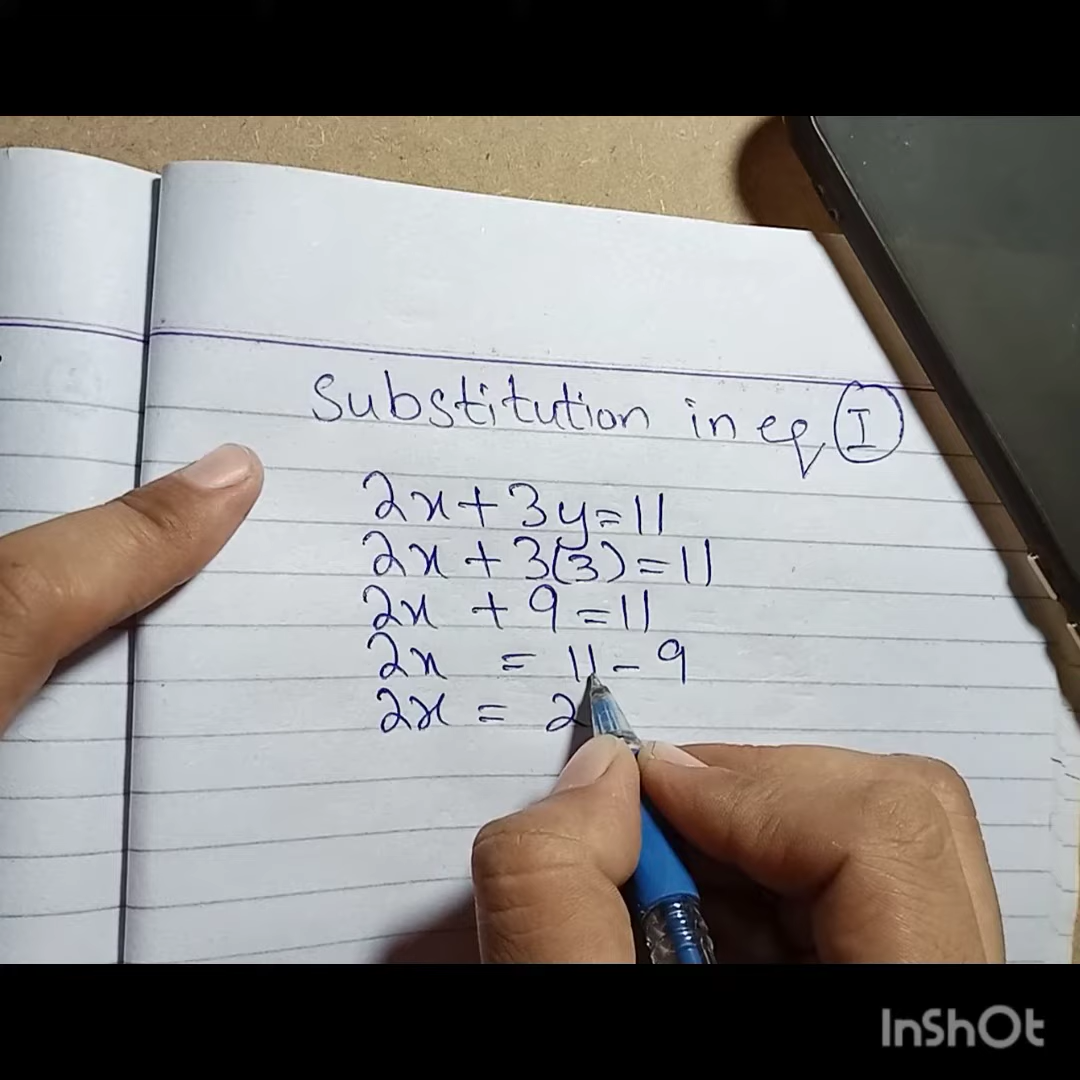 Substitution in eq I
2x + 3y = 11
2x + 3(3) = 11
2x + 9 = 11
2x = 11 - 9
2x = 2
InShOt